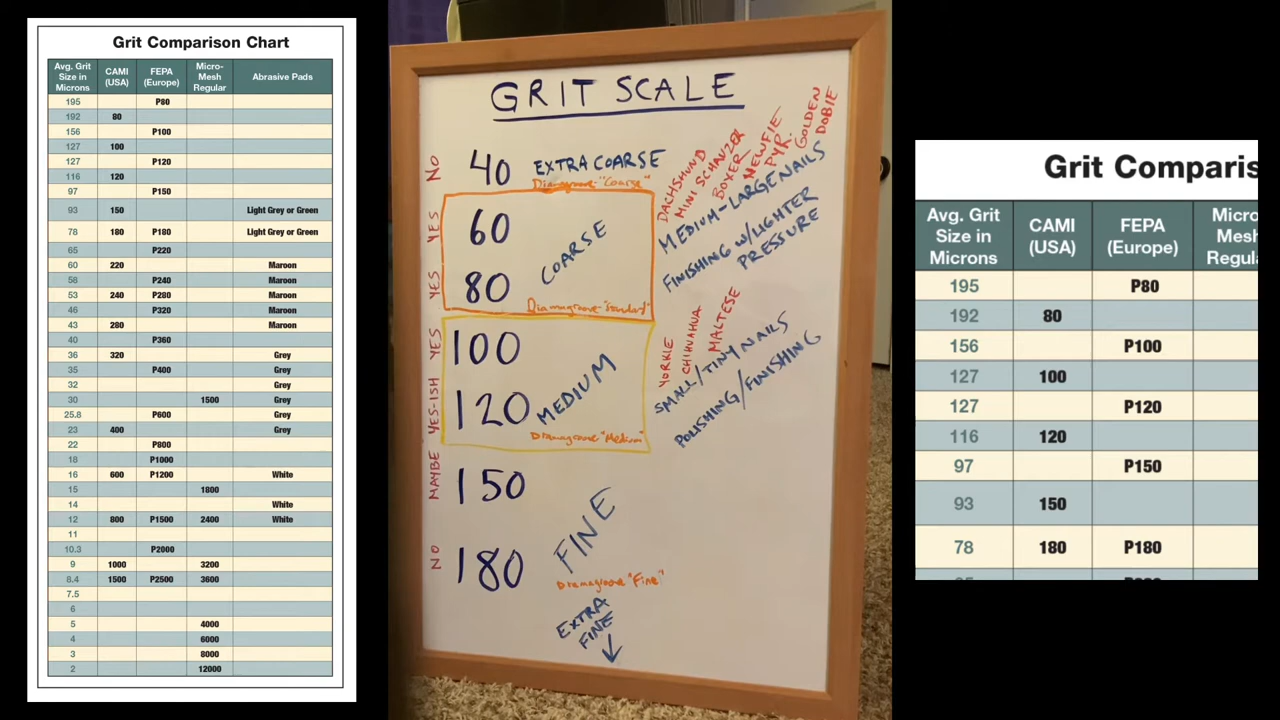 Grit Comparison Chart
Avg. Grit Size in Microns CAMI (USA) FEPA (Europe) Micro-Mesh Regular Abrasive Pads
195 P80
192 80
156 P100
127 100
127 P120
116 120
97 P150
93 150 Light Grey or Green
78 180 P180 Light Grey or Green
65 P220
60 220 Maroon
58 P240 Maroon
53 240 P280 Maroon
46 P320 Maroon
43 280 Maroon
40 P360
36 320 Grey
35 P400 Grey
32 Grey
30 1500 Grey
25.8 P600 Grey
23 400 Grey
22 P800
18 P1000
16 600 P1200 White
15 1800
14 White
12 800 P1500 2400 White
11
10.3 P2000
9 1000 3200
8.4 1500 P2500 3600
7.5
6
5 4000
4 6000
3 8000
2 12000
GRIT SCALE
NO 40 EXTRA COARSE
Diamagroove "Coarse"
YES 60
COARSE
YES 80
Diamagroove "Standard"
DACHSHUND
MINI SCHAUZER
BOXER
NEWFIE
PYR.
GOLDEN
DOBIE
MEDIUM-LARGE NAILS
FINISHING W/LIGHTER
PRESSURE
YES 100
YES-ISH 120
MEDIUM
Diamagroove "Medium"
YORKIE
CHIHUAHUA
MALTESE
SMALL/TINY NAILS
POLISHING/FINISHING
MAYBE 150
FINE
NO 180
Diamagroove "Fine"
EXTRA
FINE
Grit Comparis
Avg. Grit Size in Microns CAMI (USA) FEPA (Europe) Micro Mesh Regula
195 P80
192 80
156 P100
127 100
127 P120
116 120
97 P150
93 150
78 180 P180